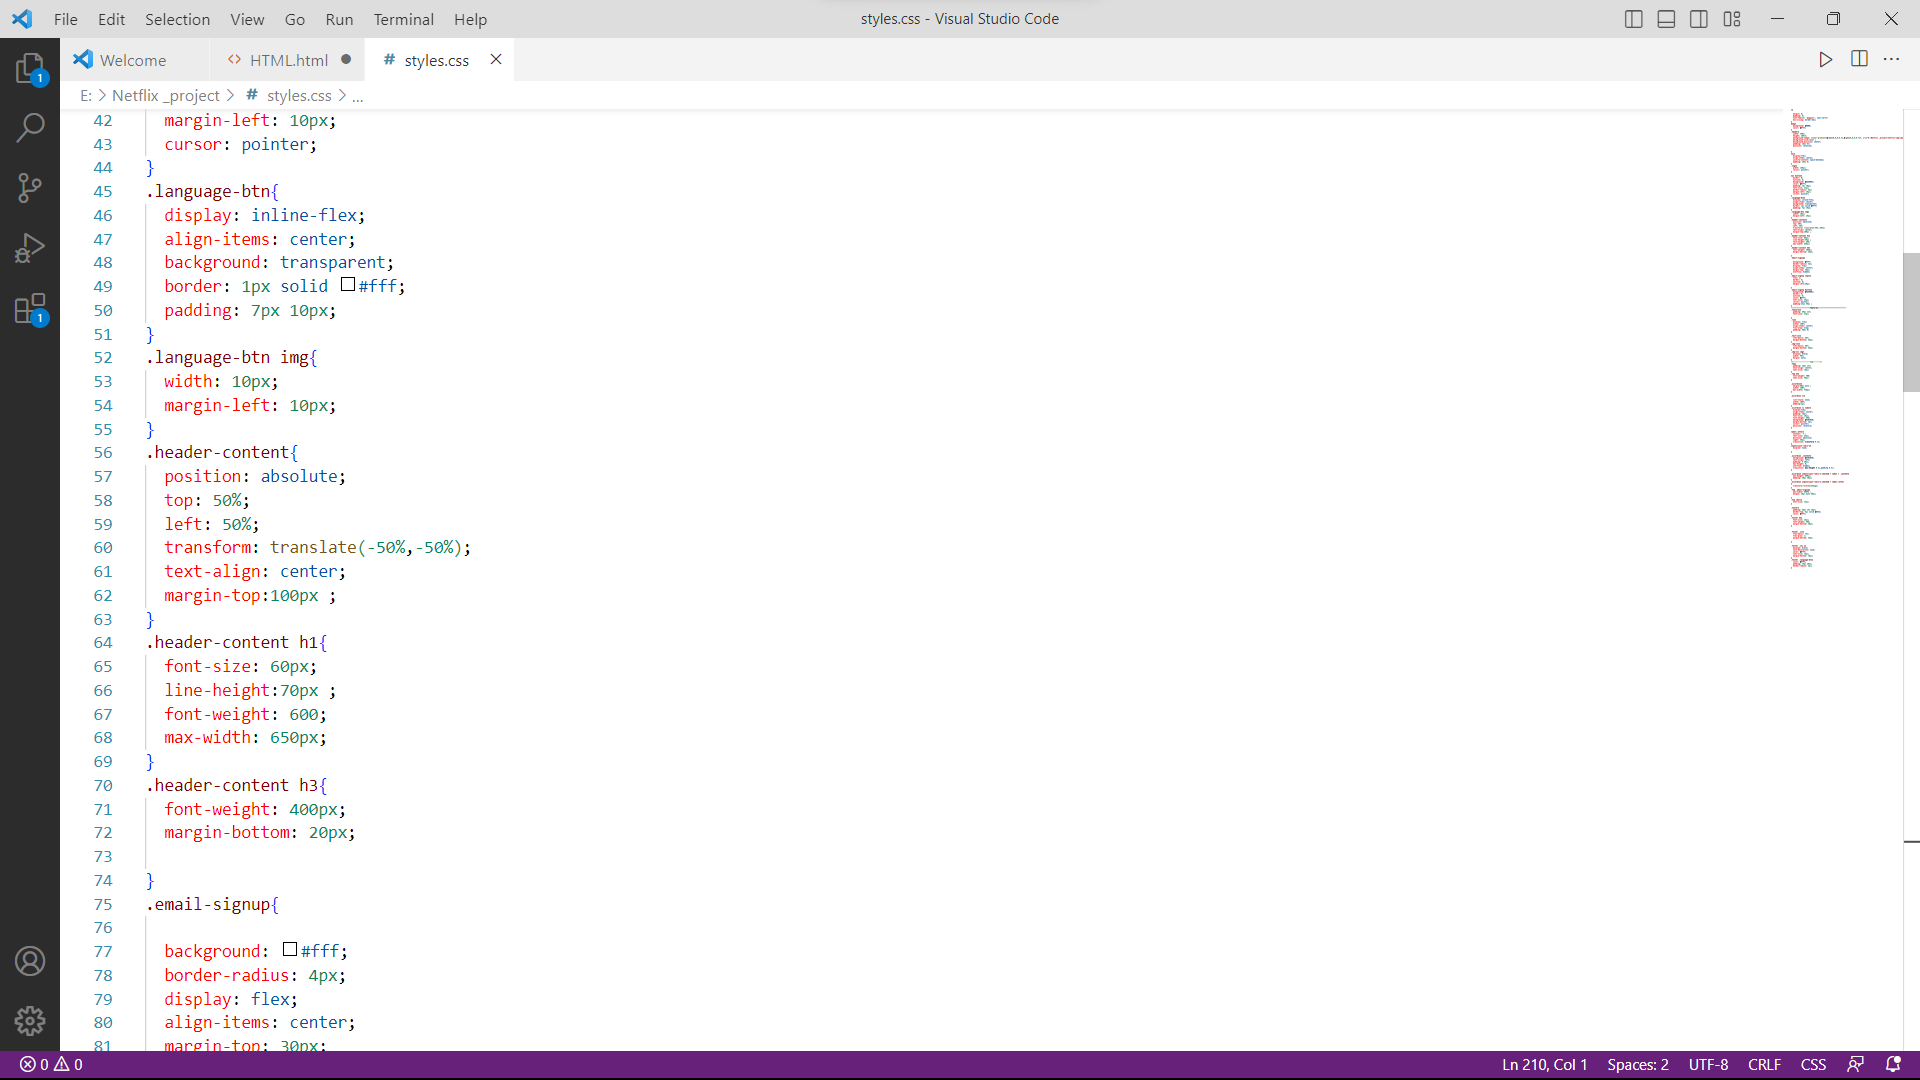 File Edit Selection View Go Run Terminal Help
styles.css - Visual Studio Code
Welcome
<> HTML.html
# styles.css
E: > Netflix _project > # styles.css > ...
42 margin-left: 10px;
43 cursor: pointer;
44 }
45 .language-btn{
46 display: inline-flex;
47 align-items: center;
48 background: transparent;
49 border: 1px solid #fff;
50 padding: 7px 10px;
51 }
52 .language-btn img{
53 width: 10px;
54 margin-left: 10px;
55 }
56 .header-content{
57 position: absolute;
58 top: 50%;
59 left: 50%;
60 transform: translate(-50%,-50%);
61 text-align: center;
62 margin-top:100px ;
63 }
64 .header-content h1{
65 font-size: 60px;
66 line-height:70px ;
67 font-weight: 600;
68 max-width: 650px;
69 }
70 .header-content h3{
71 font-weight: 400px;
72 margin-bottom: 20px;
73
74 }
75 .email-signup{
76
77 background: #fff;
78 border-radius: 4px;
79 display: flex;
80 align-items: center;
81 margin-top: 30px;
1
1
0 0
Ln 210, Col 1 Spaces: 2 UTF-8 CRLF CSS